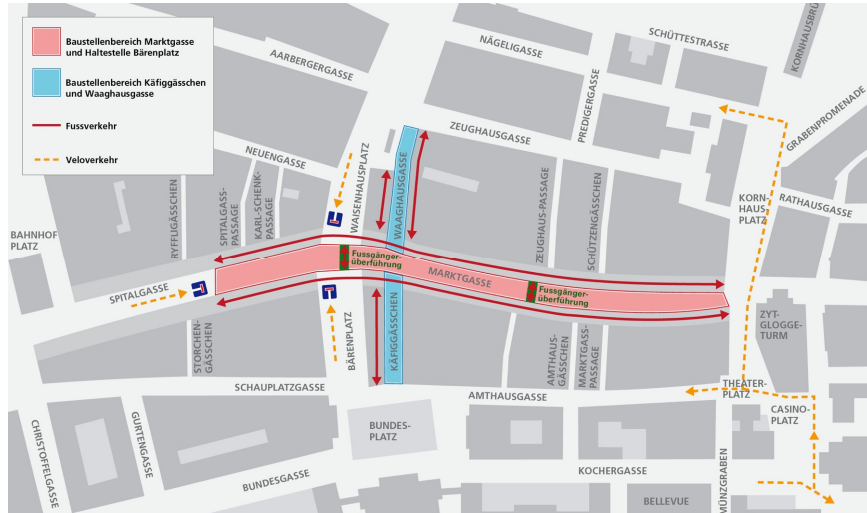 Baustellenbereich Marktgasse
und Haltestelle Bärenplatz
Baustellenbereich Käfiggässchen
und Waaghausgasse
Fussverkehr
Veloverkehr
SCHÜTTESTRASSE
KORNHAUSBRÜ
NÄGELIGASSE
AARBERGERGASSE
PREDIGERGASSE
ZEUGHAUSGASSE
GRABENPROMENADE
NEUENGASSE
WAISENHAUSPLATZ
WAAGHAUSGASSE
RYFFLIGÄSSCHEN
SPITALGASS-
PASSAGE
KARL-SCHENK-
PASSAGE
ZEUGHAUS-PASSAGE
SCHÜTZENGÄSSCHEN
KORN-
HAUS-
PLATZ
RATHAUSGASSE
BAHNHOF
PLATZ
Fussgänger-
überführung
MARKTGASSE
Fussgänger-
überführung
SPITALGASSE
STORCHEN-
GÄSSCHEN
BÄRENPLATZ
KÄFIGGÄSSCHEN
AMTHAUS-
GÄSSCHEN
MARKTGASS-
PASSAGE
ZYT-
GLOGGE-
TURM
SCHAUPLATZGASSE
AMTHAUSGASSE
THEATER-
PLATZ
CASINO-
PLATZ
CHRISTOFFELGASSE
GURTENGASSE
BUNDES-
PLATZ
BUNDESGASSE
KOCHERGASSE
MÜNZGRABEN
BELLEVUE